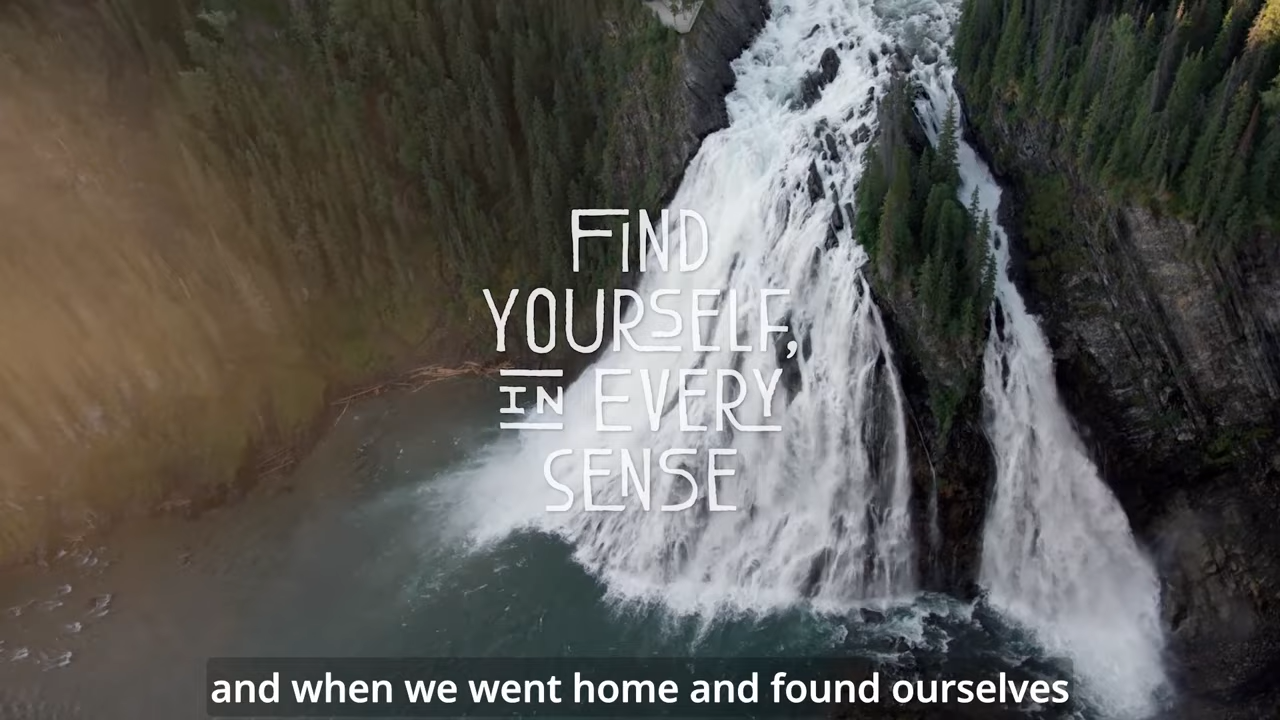 FIND
YOURSELF,
IN EVERY
SENSE
and when we went home and found ourselves